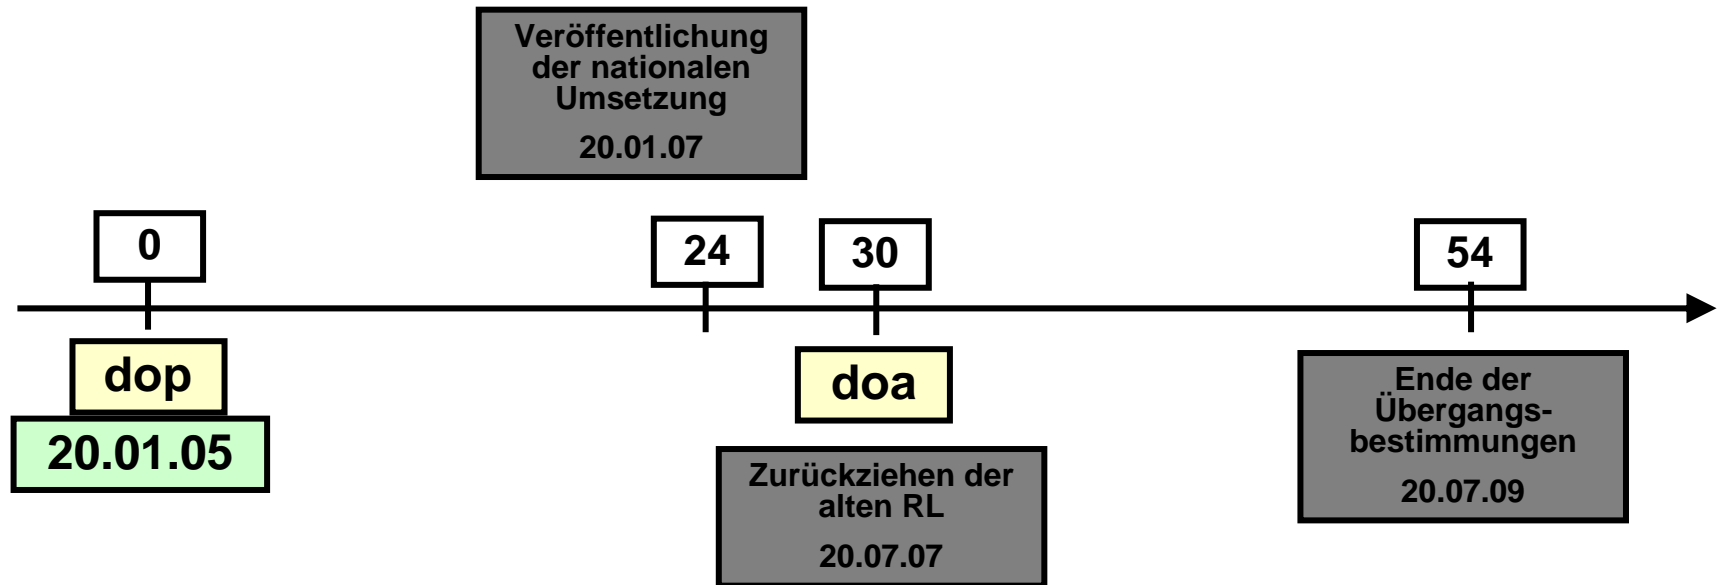 Veröffentlichung
der nationalen
Umsetzung
20.01.07
0
24
30
54
dop
20.01.05
doa
Zurückziehen der
alten RL
20.07.07
Ende der
Übergangs-
bestimmungen
20.07.09